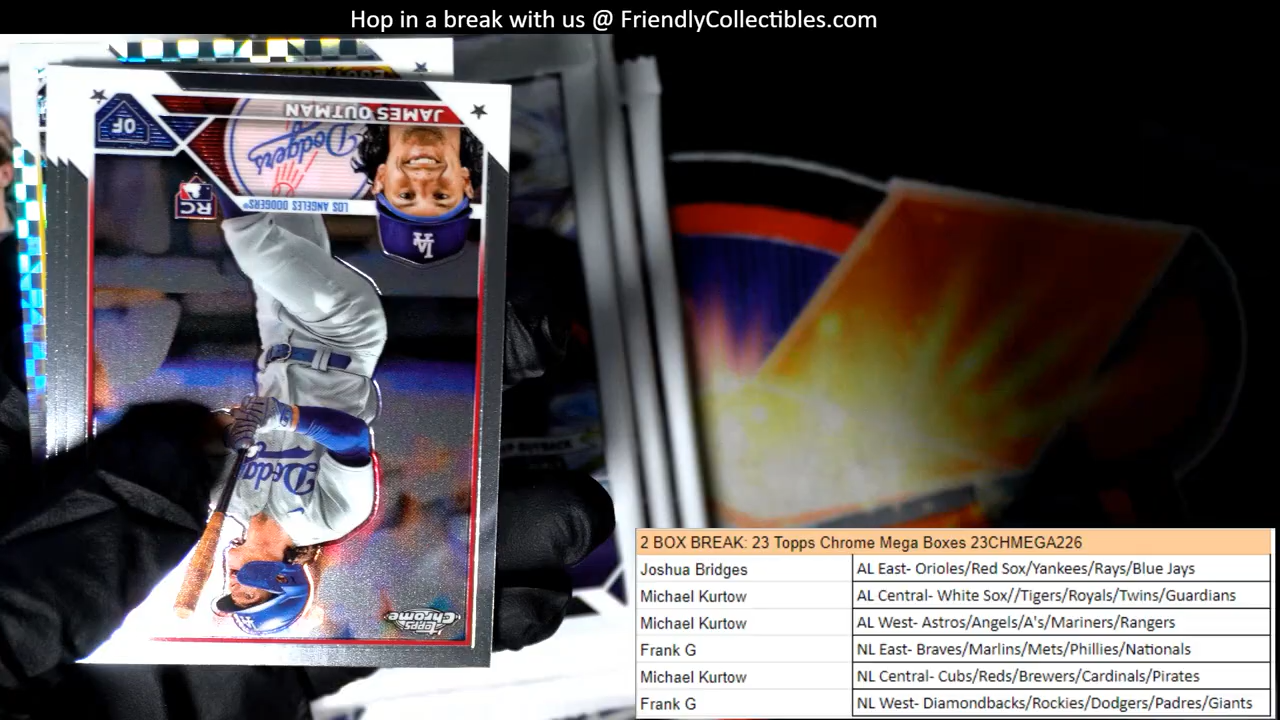 Hop in a break with us @ FriendlyCollectibles.com
JAMES OUTMAN
OF
Dodgers
LOS ANGELES DODGERS®
RC
LA
Dodg
Topps
Chrome
2 BOX BREAK: 23 Topps Chrome Mega Boxes 23CHMEGA226
Joshua Bridges AL East- Orioles/Red Sox/Yankees/Rays/Blue Jays
Michael Kurtow AL Central- White Sox//Tigers/Royals/Twins/Guardians
Michael Kurtow AL West- Astros/Angels/A's/Mariners/Rangers
Frank G NL East- Braves/Marlins/Mets/Phillies/Nationals
Michael Kurtow NL Central- Cubs/Reds/Brewers/Cardinals/Pirates
Frank G NL West- Diamondbacks/Rockies/Dodgers/Padres/Giants